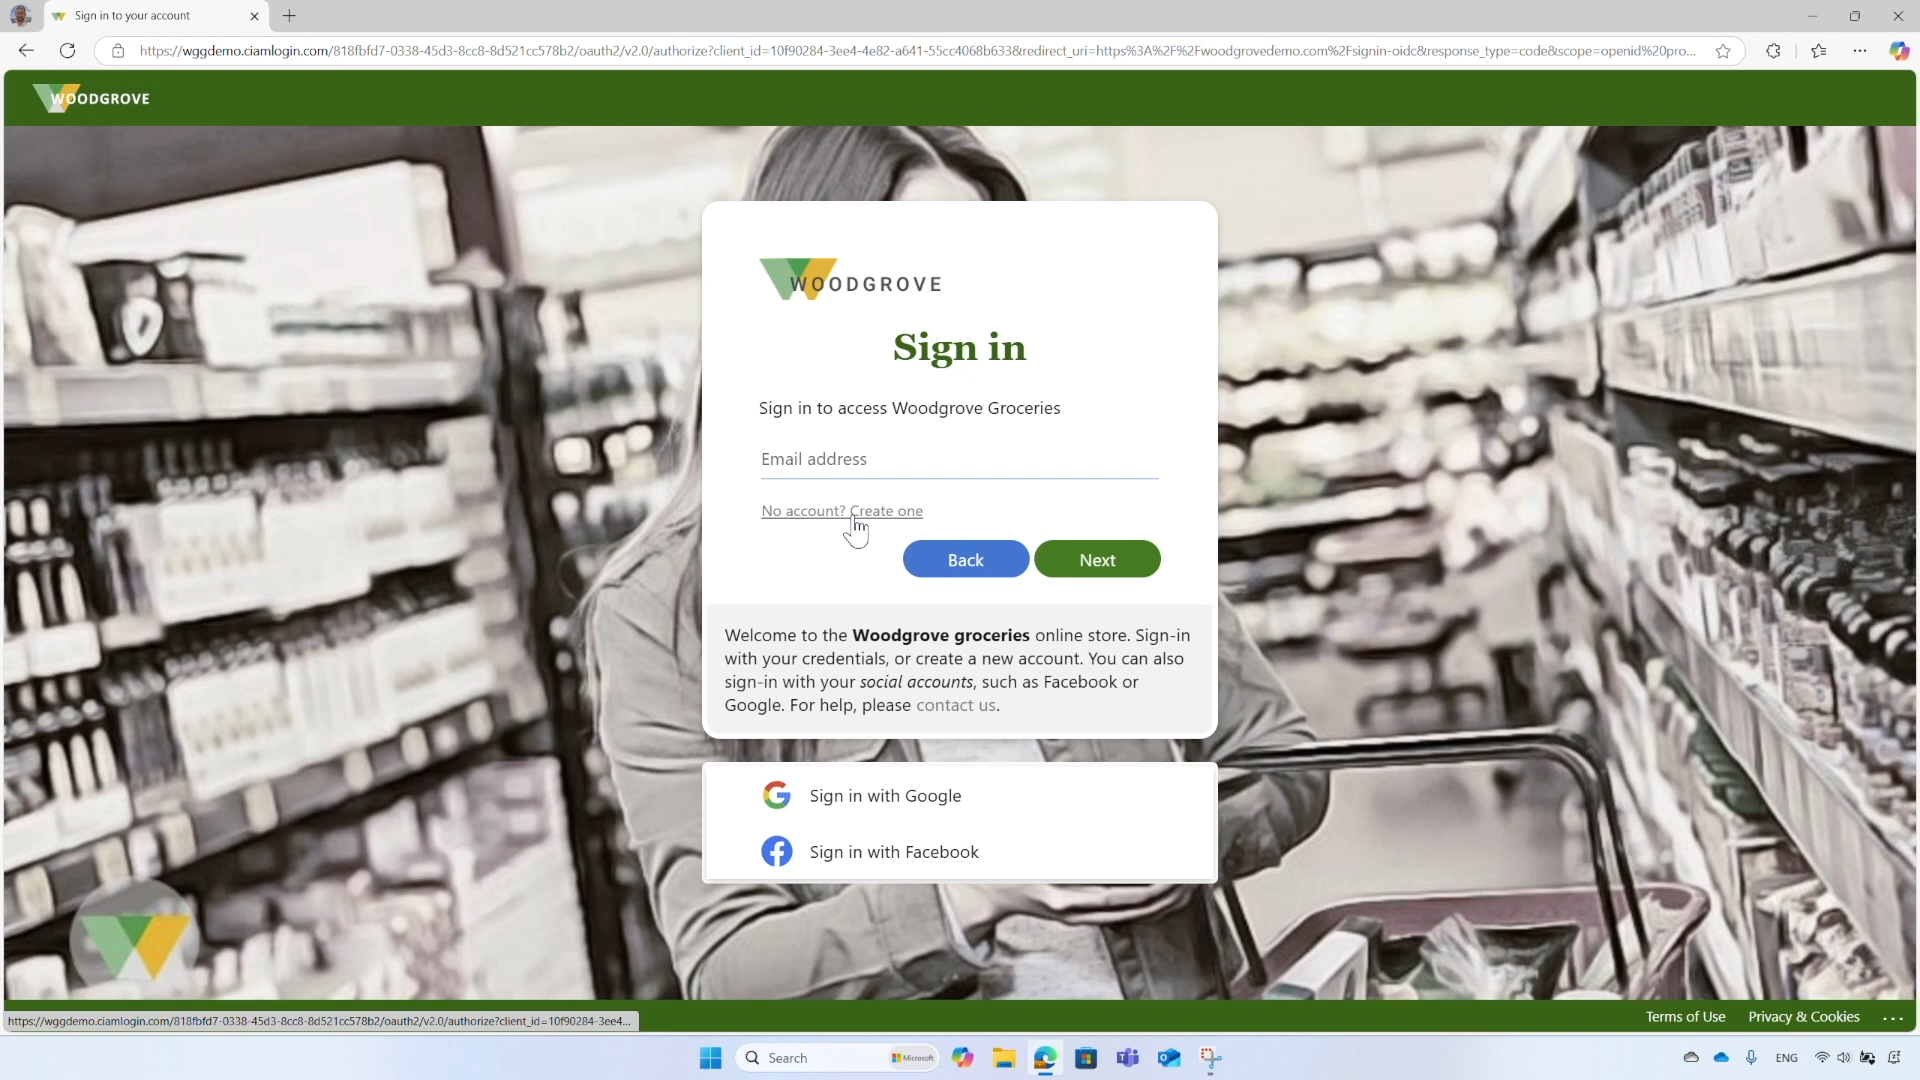 Sign in to your account
https://wggdemo.ciamlogin.com/818fbfd7-0338-45d3-8cc8-8d521cc578b2/oauth2/v2.0/authorize?client_id=10f90284-3ee4-4e82-a641-55cc4068b633&redirect_uri=https%3A%2F%2Fwoodgrovedemo.com%2Fsignin-oidc&response_type=code&scope=openid%20pro...
WOODGROVE
WOODGROVE
Sign in
Sign in to access Woodgrove Groceries
Email address
No account? Create one
Back
Next
Welcome to the Woodgrove groceries online store. Sign-in
with your credentials, or create a new account. You can also
sign-in with your social accounts, such as Facebook or
Google. For help, please contact us.
Sign in with Google
Sign in with Facebook
https://wggdemo.ciamlogin.com/818fbfd7-0338-45d3-8cc8-8d521cc578b2/oauth2/v2.0/authorize?client_id=10f90284-3ee4...
Terms of Use
Privacy & Cookies
...
Search
Microsoft
ENG